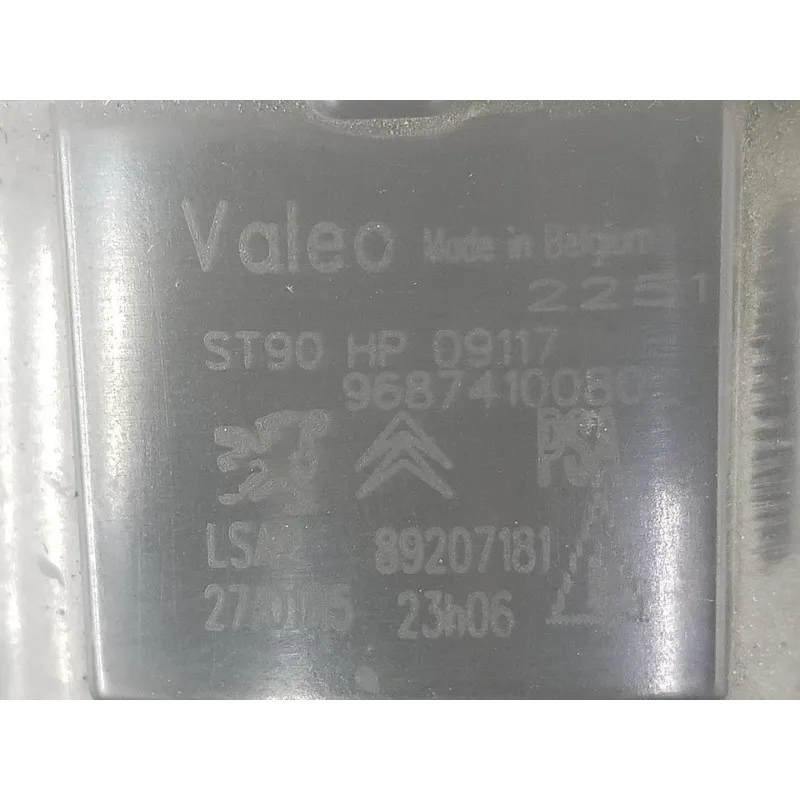 Valeo Made in Belgium
2251
ST90 HP 09117
9687410080
PSA
89207181
23h06